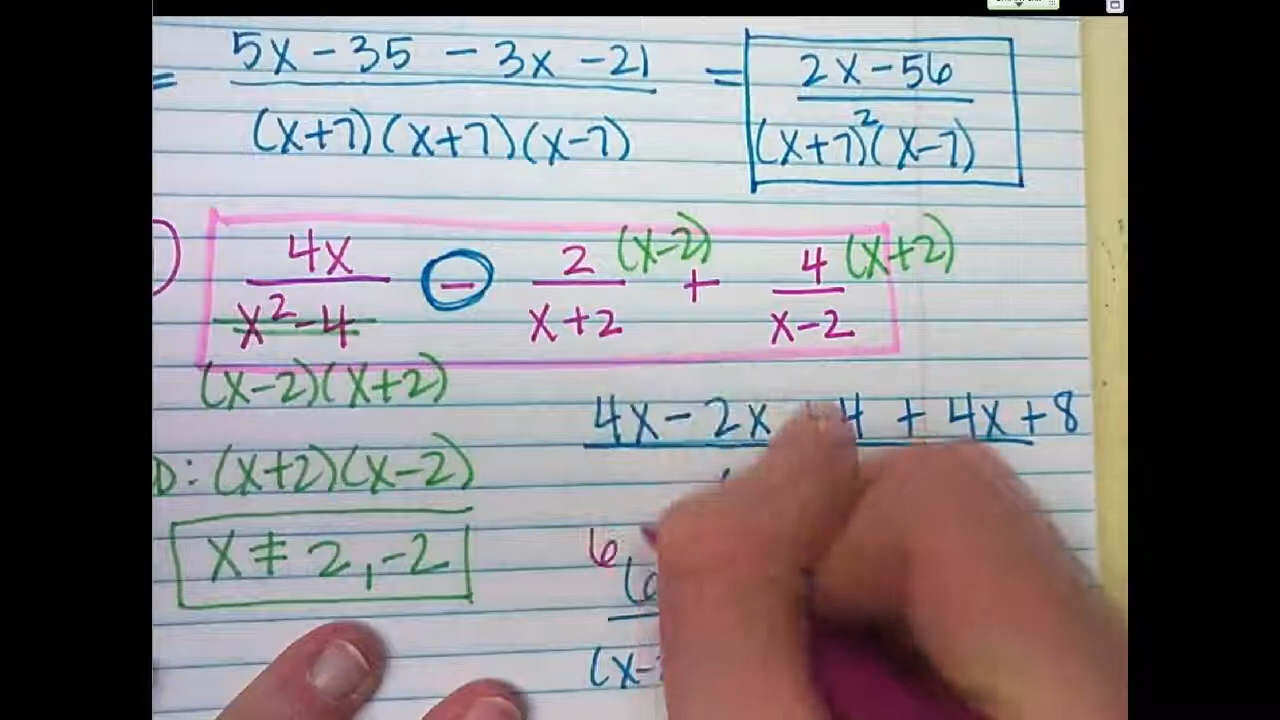 = 5x - 35 - 3x - 21 = 2x - 56
(x+7)(x+7)(x-7) (x+7)²(x-7)
) 4x - 2 (x-2) + 4 (x+2)
x²-4 x+2 x-2
(x-2)(x+2)
4x - 2x + 4 + 4x + 8
D: (x+2)(x-2)
x ≠ 2, -2
6
(x-